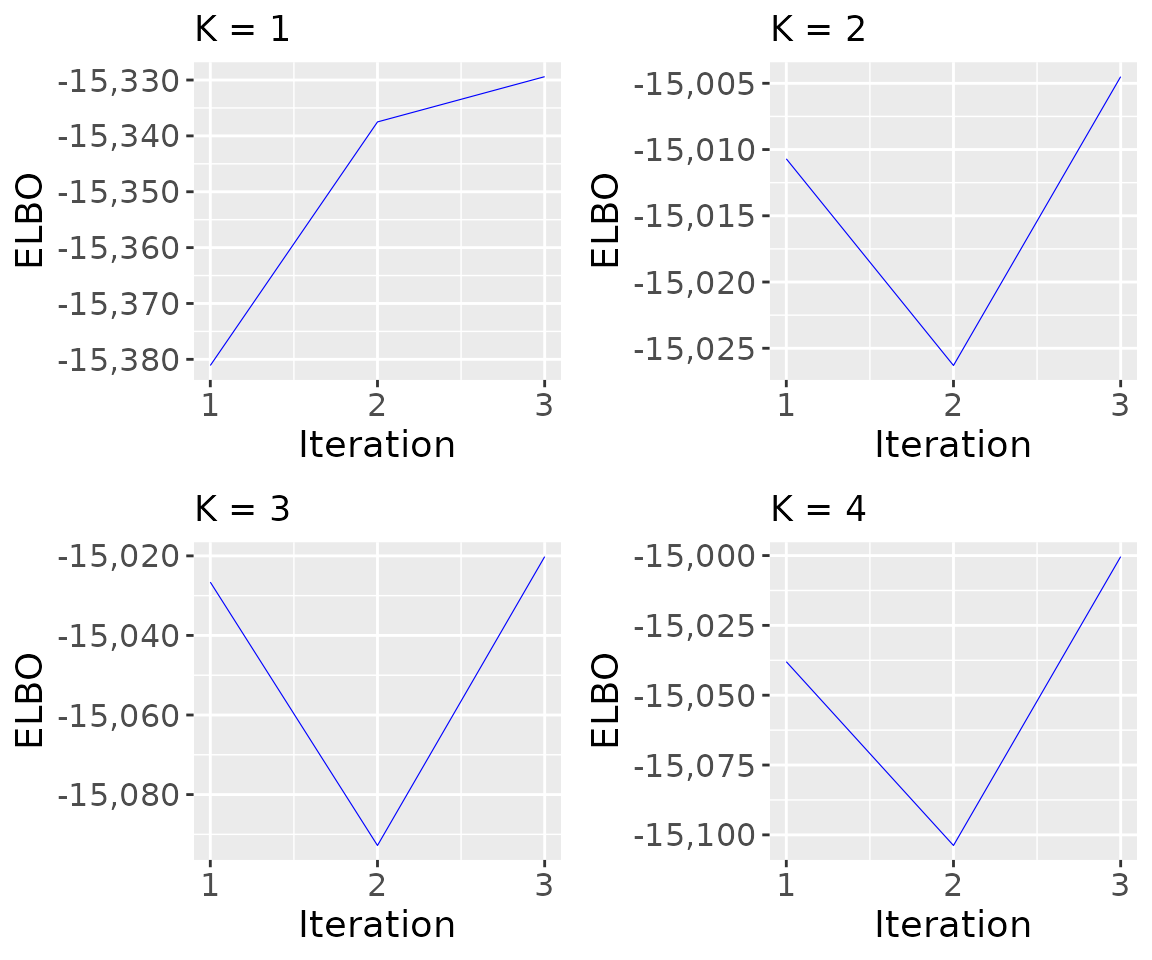 K = 1
ELBO
-15,330
-15,340
-15,350
-15,360
-15,370
-15,380
1 2 3
Iteration
K = 2
ELBO
-15,005
-15,010
-15,015
-15,020
-15,025
1 2 3
Iteration
K = 3
ELBO
-15,020
-15,040
-15,060
-15,080
1 2 3
Iteration
K = 4
ELBO
-15,000
-15,025
-15,050
-15,075
-15,100
1 2 3
Iteration